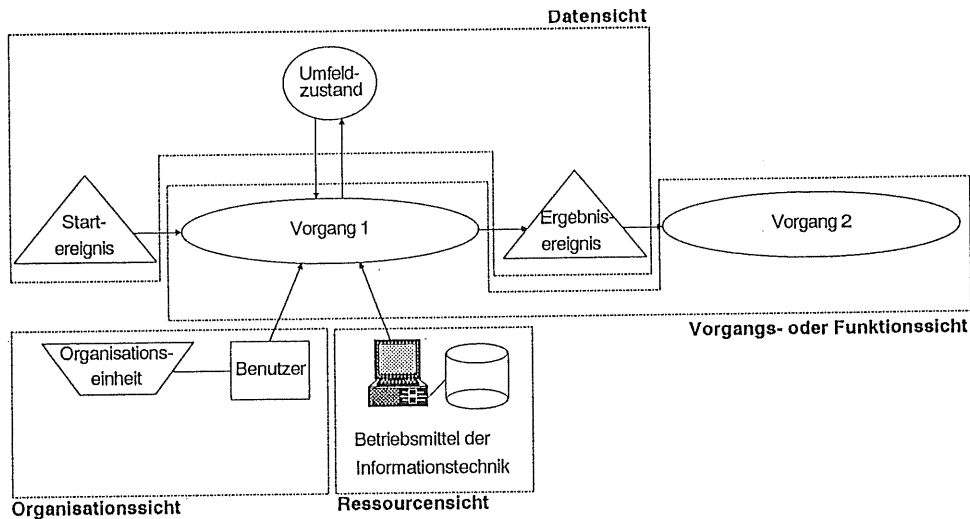 Datensicht
Umfeld-
zustand
Start-
ereignis
Vorgang 1
Ergebnis-
ereignis
Vorgang 2
Vorgangs- oder Funktionssicht
Organisations-
einheit
Benutzer
Betriebsmittel der
Informationstechnik
Organisationssicht
Ressourcensicht